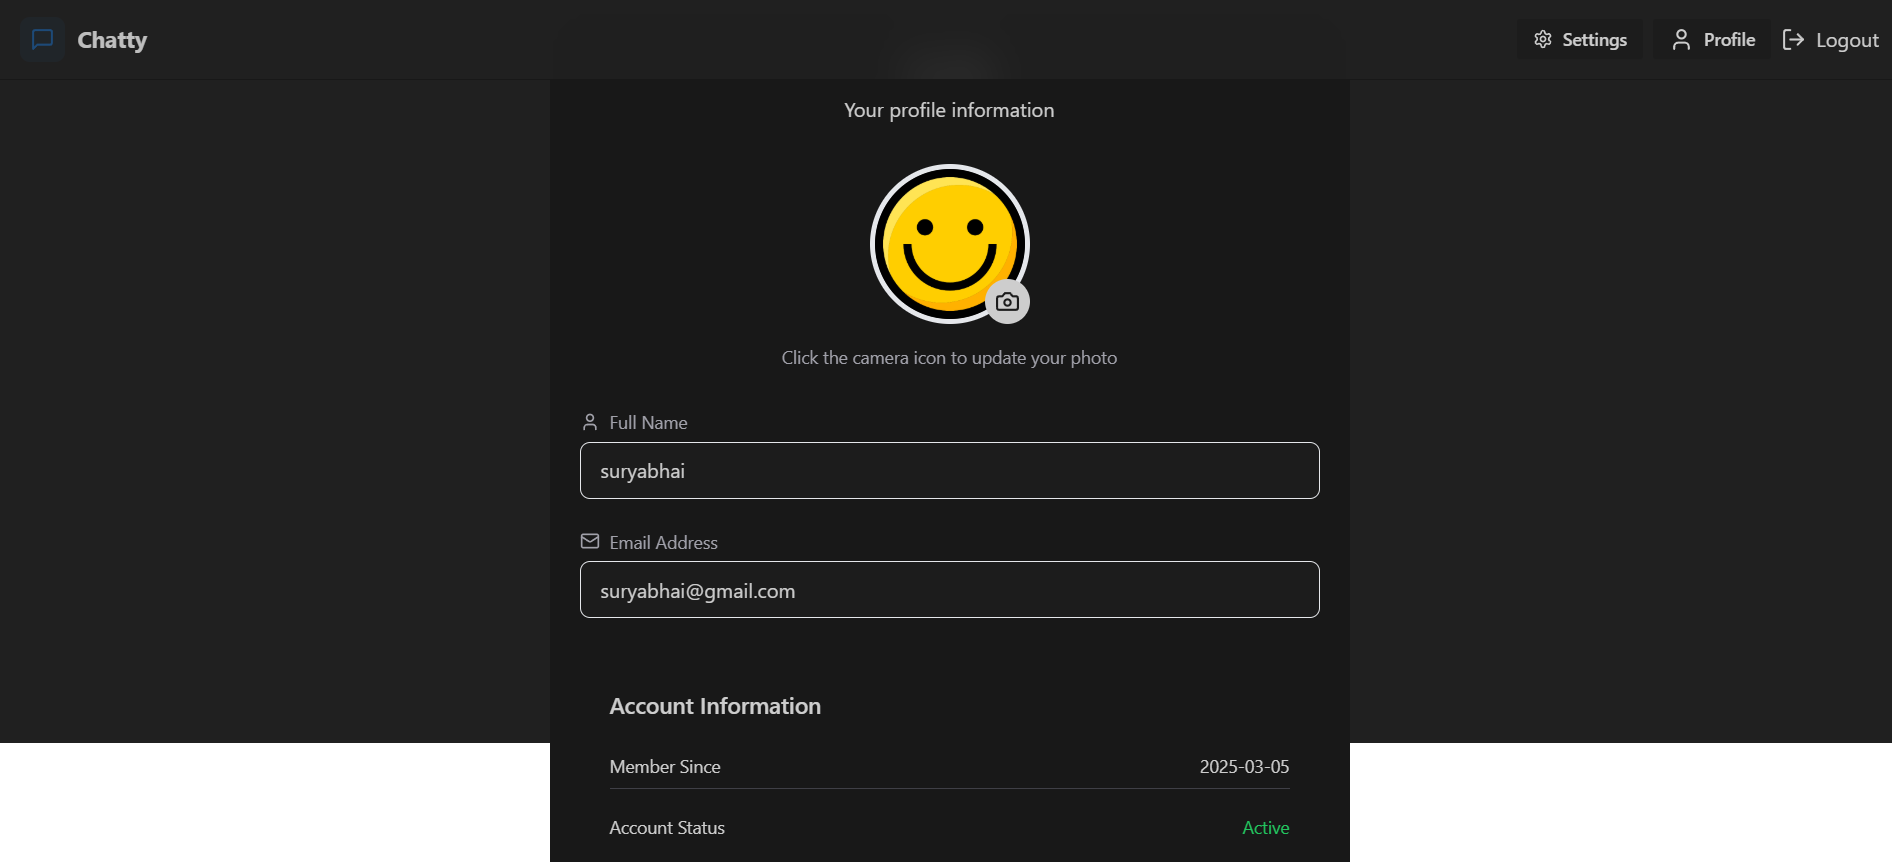 Chatty
Settings
Profile
Logout
Your profile information
Click the camera icon to update your photo
Full Name
suryabhai
Email Address
suryabhai@gmail.com
Account Information
Member Since 2025-03-05
Account Status Active